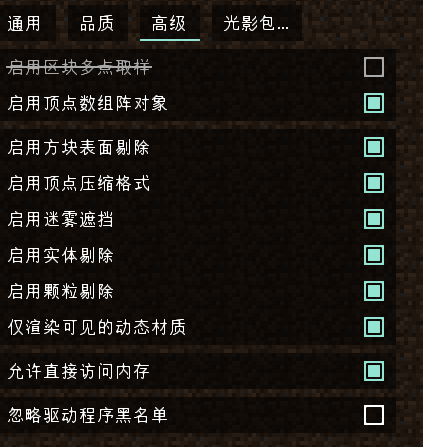 通用 品质 高级 光影包...
启用区块多点取样
启用顶点数组阵对象
启用方块表面剔除
启用顶点压缩格式
启用迷雾遮挡
启用实体剔除
启用颗粒剔除
仅渲染可见的动态材质
允许直接访问内存
忽略驱动程序黑名单